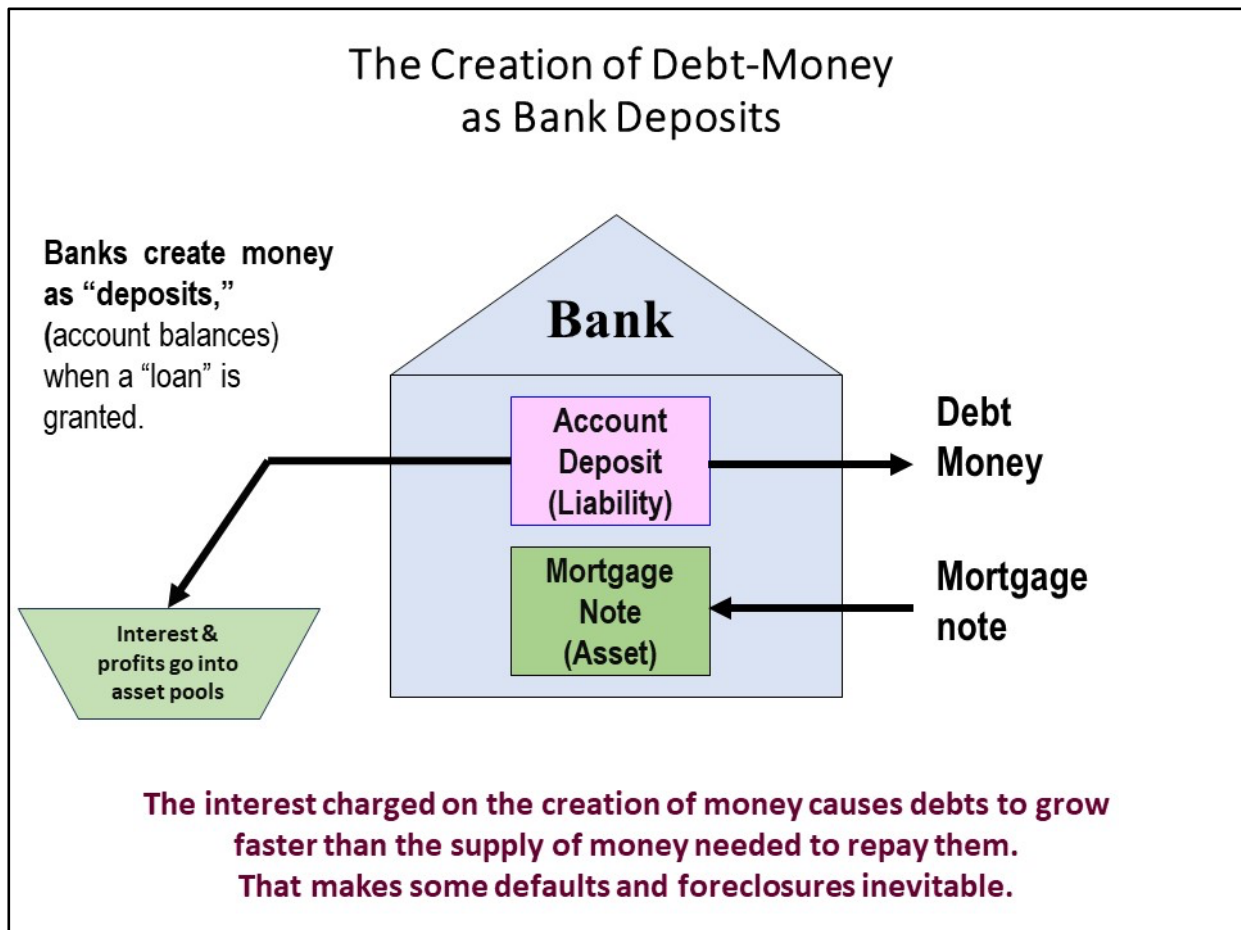 The Creation of Debt-Money
as Bank Deposits
Banks create money
as “deposits,”
(account balances)
when a “loan” is
granted.
Bank
Account
Deposit
(Liability)
Debt
Money
Mortgage
Note
(Asset)
Mortgage
note
Interest &
profits go into
asset pools
The interest charged on the creation of money causes debts to grow
faster than the supply of money needed to repay them.
That makes some defaults and foreclosures inevitable.